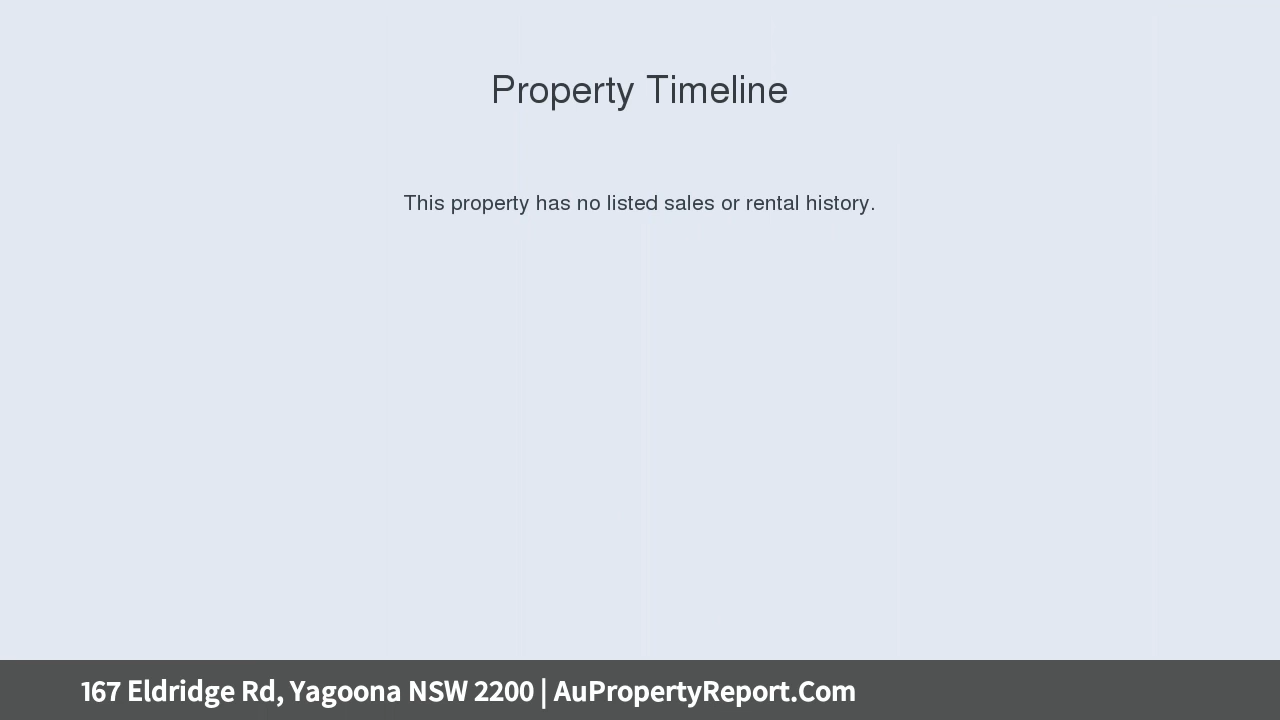 Property Timeline
This property has no listed sales or rental history.
167 Eldridge Rd, Yagoona NSW 2200 | AuPropertyReport.Com